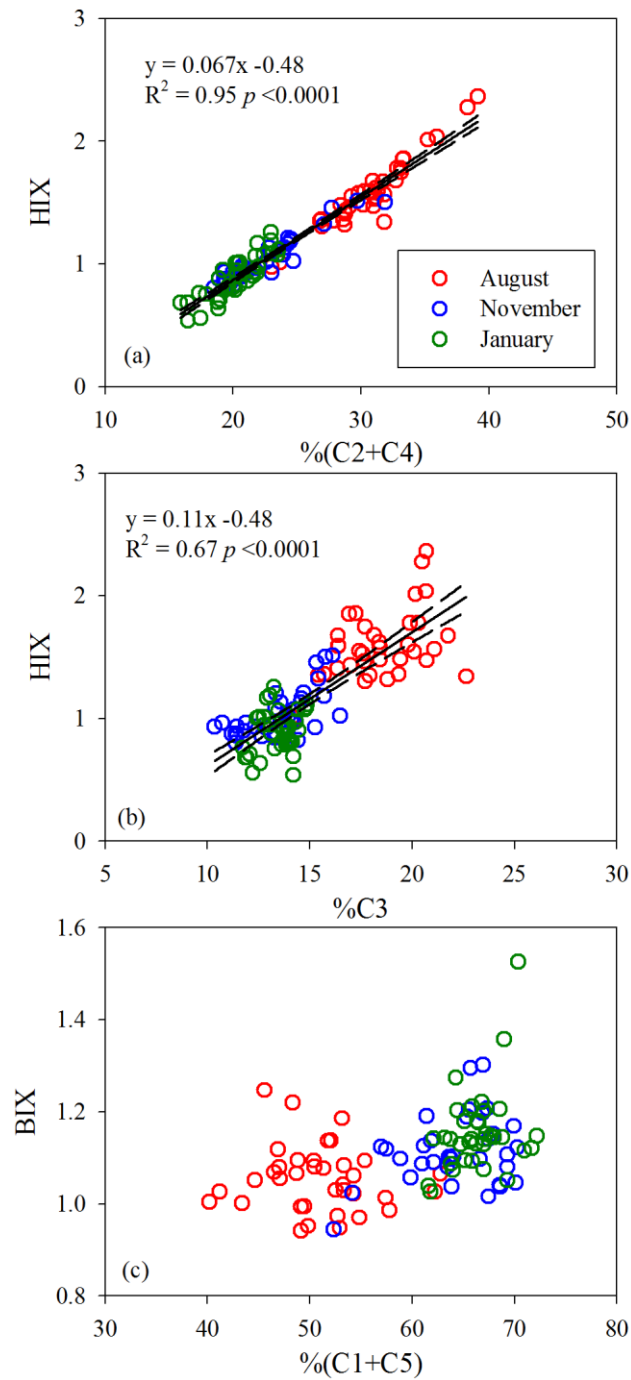 3
y = 0.067x -0.48
R² = 0.95 p <0.0001
2
HIX
1
August
November
January
(a)
0
10 20 30 40 50
%(C2+C4)
3
y = 0.11x -0.48
R² = 0.67 p <0.0001
2
HIX
1
(b)
0
5 10 15 20 25 30
%C3
1.6
1.4
BIX
1.2
1.0
(c)
0.8
30 40 50 60 70 80
%(C1+C5)